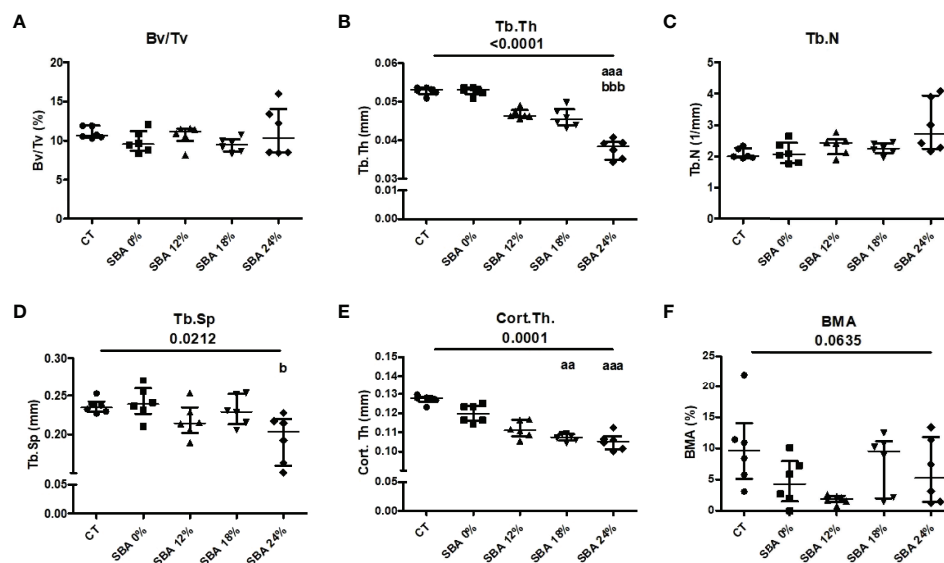 A
Bv/Tv
Bv/Tv (%)
20
15
10
5
0
CT
SBA 0%
SBA 12%
SBA 18%
SBA 24%
B
Tb.Th
<0.0001
aaa
bbb
Tb.Th (mm)
0.06
0.05
0.04
0.03
0.01
0.00
CT
SBA 0%
SBA 12%
SBA 18%
SBA 24%
C
Tb.N
Tb.N (1/mm)
5
4
3
2
1
0
CT
SBA 0%
SBA 12%
SBA 18%
SBA 24%
D
Tb.Sp
0.0212
b
Tb.Sp (mm)
0.30
0.25
0.20
0.05
0.00
CT
SBA 0%
SBA 12%
SBA 18%
SBA 24%
E
Cort.Th.
0.0001
aa
aaa
Cort. Th (mm)
0.15
0.14
0.13
0.12
0.11
0.10
0.05
0.00
CT
SBA 0%
SBA 12%
SBA 18%
SBA 24%
F
BMA
0.0635
BMA (%)
25
20
15
10
5
0
CT
SBA 0%
SBA 12%
SBA 18%
SBA 24%